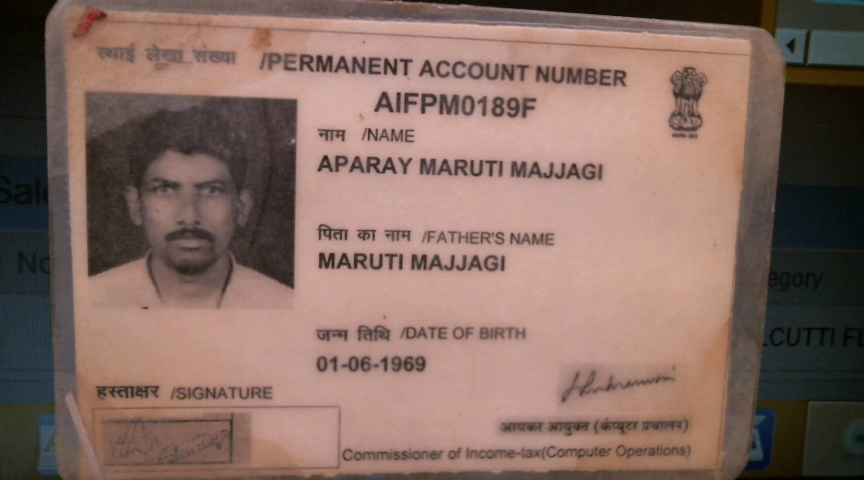 स्थाई लेखा संख्या /PERMANENT ACCOUNT NUMBER
AIFPM0189F
नाम /NAME
APARAY MARUTI MAJJAGI
पिता का नाम /FATHER'S NAME
MARUTI MAJJAGI
जन्म तिथि /DATE OF BIRTH
01-06-1969
हस्ताक्षर /SIGNATURE
आयकर आयुक्त (कंप्यूटर प्रचालन)
Commissioner of Income-tax(Computer Operations)